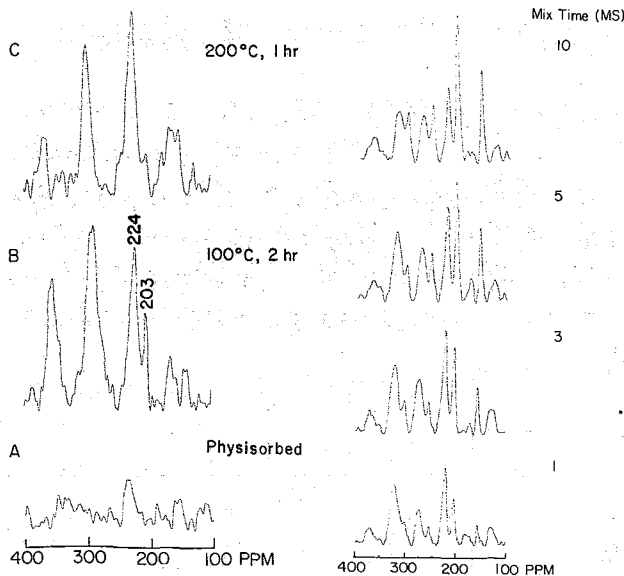 Mix Time (MS)
C
200°C, 1 hr
10
5
B
100°C, 2 hr
224
203
3
A
Physisorbed
1
400 300 200 100 PPM
400 300 200 100 PPM